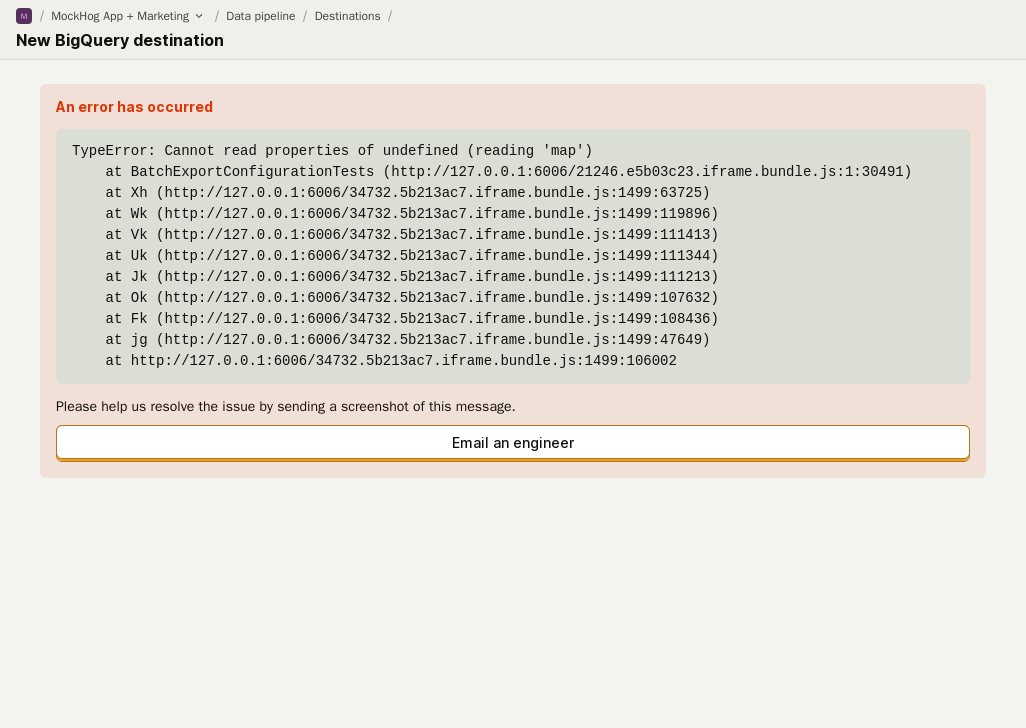 M / MockHog App + Marketing / Data pipeline / Destinations /
New BigQuery destination
An error has occurred
TypeError: Cannot read properties of undefined (reading 'map')
    at BatchExportConfigurationTests (http://127.0.0.1:6006/21246.e5b03c23.iframe.bundle.js:1:30491)
    at Xh (http://127.0.0.1:6006/34732.5b213ac7.iframe.bundle.js:1499:63725)
    at Wk (http://127.0.0.1:6006/34732.5b213ac7.iframe.bundle.js:1499:119896)
    at Vk (http://127.0.0.1:6006/34732.5b213ac7.iframe.bundle.js:1499:111413)
    at Uk (http://127.0.0.1:6006/34732.5b213ac7.iframe.bundle.js:1499:111344)
    at Jk (http://127.0.0.1:6006/34732.5b213ac7.iframe.bundle.js:1499:111213)
    at Ok (http://127.0.0.1:6006/34732.5b213ac7.iframe.bundle.js:1499:107632)
    at Fk (http://127.0.0.1:6006/34732.5b213ac7.iframe.bundle.js:1499:108436)
    at jg (http://127.0.0.1:6006/34732.5b213ac7.iframe.bundle.js:1499:47649)
    at http://127.0.0.1:6006/34732.5b213ac7.iframe.bundle.js:1499:106002
Please help us resolve the issue by sending a screenshot of this message.
Email an engineer